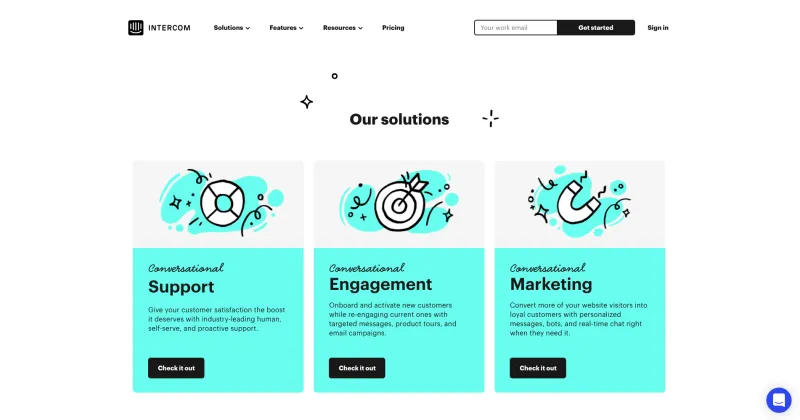 INTERCOM
Solutions
Features
Resources
Pricing
Your work email
Get started
Sign in
Our solutions
Conversational
Support
Give your customer satisfaction the boost
it deserves with industry-leading human,
self-serve, and proactive support.
Check it out
Conversational
Engagement
Onboard and activate new customers
while re-engaging current ones with
targeted messages, product tours, and
email campaigns.
Check it out
Conversational
Marketing
Convert more of your website visitors into
loyal customers with personalized
messages, bots, and real-time chat right
when they need it.
Check it out